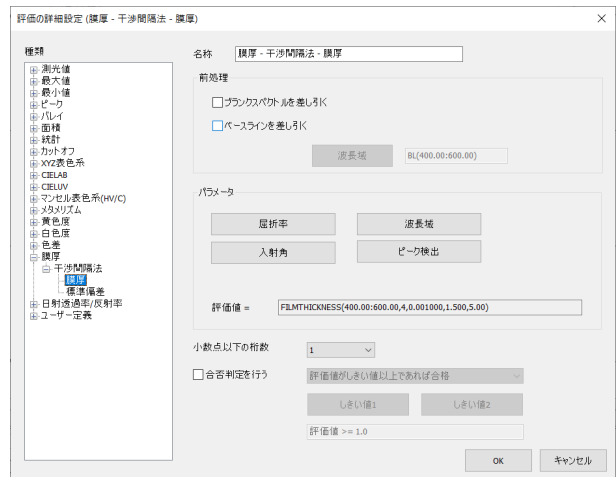 評価の詳細設定 (膜厚 - 干渉間隔法 - 膜厚)
種類
測光値
最大値
最小値
ピーク
バレイ
面積
統計
カットオフ
XYZ表色系
CIELAB
CIELUV
マンセル表色系(HV/C)
メタメリズム
黄色度
白色度
色差
膜厚
干渉間隔法
膜厚
標準偏差
日射透過率/反射率
ユーザー定義
名称
膜厚 - 干渉間隔法 - 膜厚
前処理
ブランクスペクトルを差し引く
ベースラインを差し引く
波長域
BL(400.00:600.00)
パラメータ
屈折率
波長域
入射角
ピーク検出
評価値 =
FILMTHICKNESS(400.00:600.00,4,0.001000,1.500,5.00)
小数点以下の桁数
1
合否判定を行う
評価値がしきい値以上であれば合格
しきい値1
しきい値2
評価値 >= 1.0
OK
キャンセル